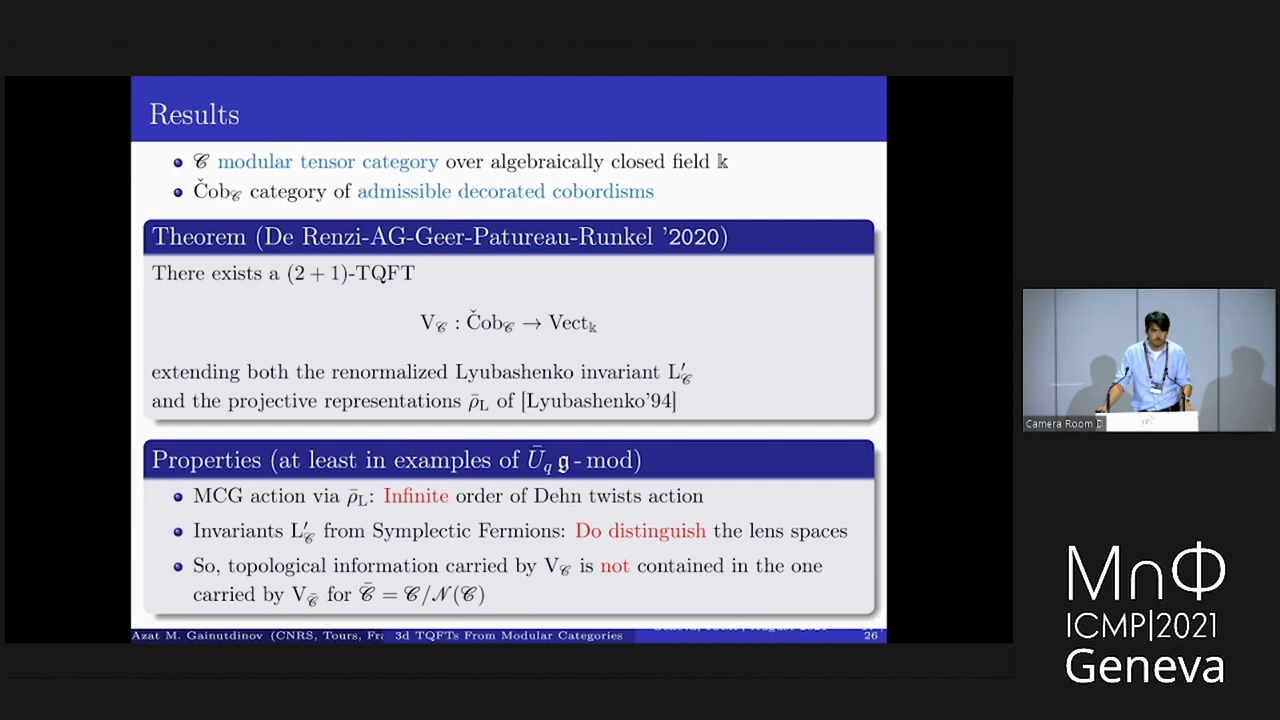 Results
𝒞 modular tensor category over algebraically closed field 𝕜
Čob𝒞 category of admissible decorated cobordisms
Theorem (De Renzi-AG-Geer-Patureau-Runkel '2020)
There exists a (2 + 1)-TQFT
V𝒞 : Čob𝒞 → Vect𝕜
extending both the renormalized Lyubashenko invariant L′𝒞
and the projective representations ρ̄L of [Lyubashenko'94]
Properties (at least in examples of Ūq 𝔤 - mod)
MCG action via ρ̄L: Infinite order of Dehn twists action
Invariants L′𝒞 from Symplectic Fermions: Do distinguish the lens spaces
So, topological information carried by V𝒞 is not contained in the one
carried by V𝒞̄ for 𝒞̄ = 𝒞/𝒩(𝒞)
Azat M. Gainutdinov (CNRS, Tours, Fra
3d TQFTs From Modular Categories
26
Camera Room D
MnΦ
ICMP|2021
Geneva